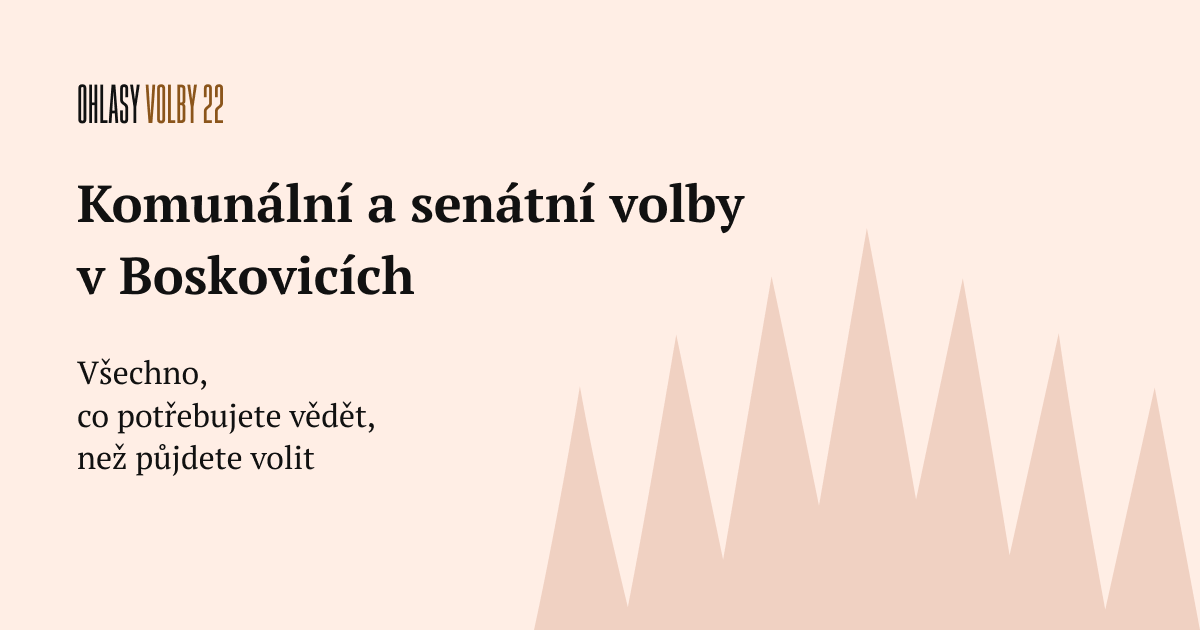 OHLASY VOLBY 22
Komunální a senátní volby
v Boskovicích
Všechno,
co potřebujete vědět,
než půjdete volit